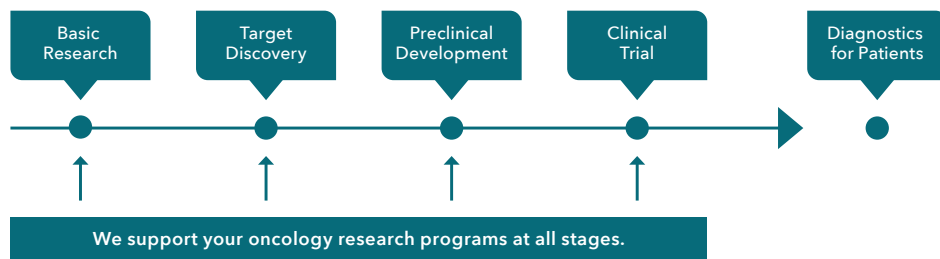 Basic
Research
Target
Discovery
Preclinical
Development
Clinical
Trial
Diagnostics
for Patients
We support your oncology research programs at all stages.